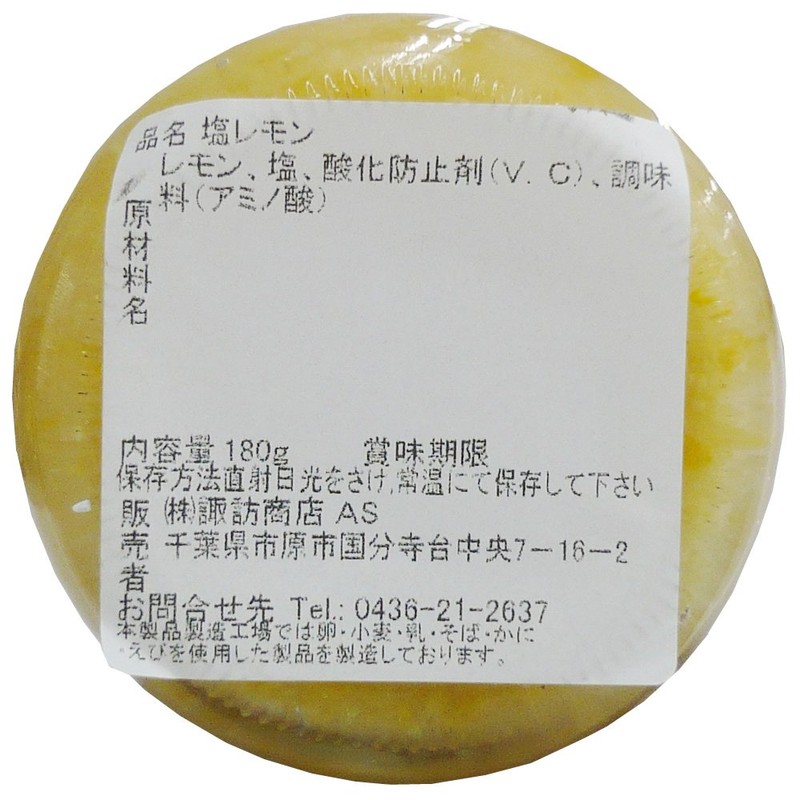 品名 塩レモン
原材料名 レモン、塩、酸化防止剤(V. C)、調味
料(アミノ酸)
内容量 180g 賞味期限
保存方法直射日光をさけ,常温にて保存して下さい
販売者 ㈱諏訪商店 AS
千葉県市原市国分寺台中央7-16-2
お問合せ先 Tel.: 0436-21-2637
本製品製造工場では卵・小麦・乳・そば・かに
・えびを使用した製品を製造しております。